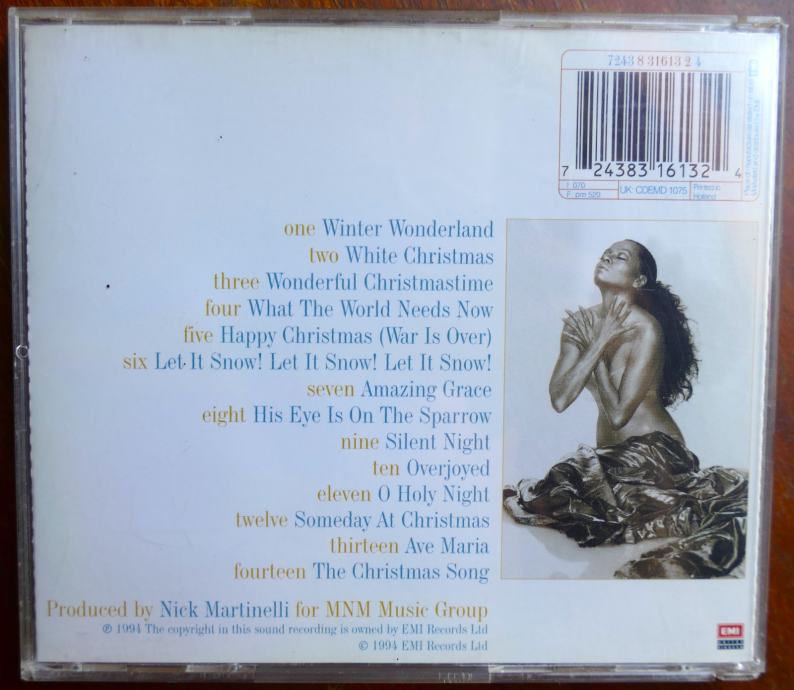 7243 8 31613 2 4
7 24383 16132 4
UK: CDEMD 1075
Printed in
Holland
F: pm 520
one Winter Wonderland
two White Christmas
three Wonderful Christmastime
four What The World Needs Now
five Happy Christmas (War Is Over)
six Let It Snow! Let It Snow! Let It Snow!
seven Amazing Grace
eight His Eye Is On The Sparrow
nine Silent Night
ten Overjoyed
eleven O Holy Night
twelve Someday At Christmas
thirteen Ave Maria
fourteen The Christmas Song
Produced by Nick Martinelli for MNM Music Group
℗ 1994 The copyright in this sound recording is owned by EMI Records Ltd
© 1994 EMI Records Ltd
EMI